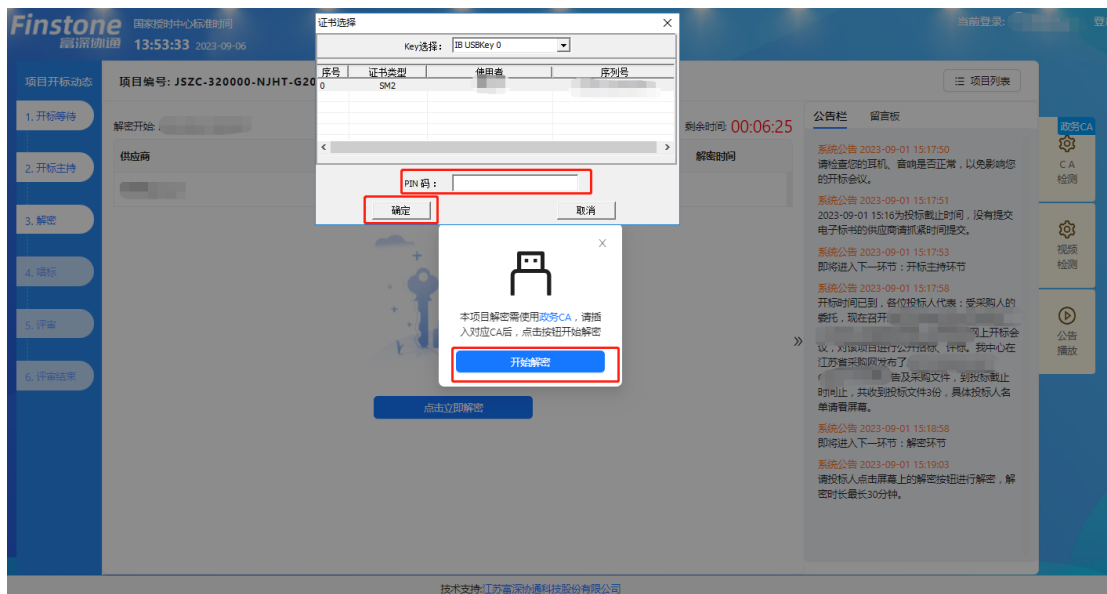 Finstone
富深协通
国家授时中心标准时间
13:53:33 2023-09-06
当前登录:
登
项目开标动态
1. 开标等待
2. 开标主持
3. 解密
4. 唱标
5. 评审
6. 评审结果
项目编号: JSZC-320000-NJHT-G20
项目列表
解密开始:
剩余时间: 00:06:25
供应商
解密时间
证书选择
Key选择: IB USBKey 0
序号 证书类型 使用者 序列号
0 SM2
PIN 码:
确定 取消
本项目解密需使用政务CA，请插
入对应CA后，点击按钮开始解密
开始解密
点击立即解密
公告栏 留言板
系统公告 2023-09-01 15:17:50
请检查您的耳机、音响是否正常，以免影响您
的开标会议。
系统公告 2023-09-01 15:17:51
2023-09-01 15:16为投标截止时间，没有提交
电子标书的供应商请抓紧时间提交。
系统公告 2023-09-01 15:17:53
即将进入下一环节：开标主持环节
系统公告 2023-09-01 15:17:58
开标时间已到，各位投标人代表：受采购人的
委托，现在召开
网上开标会
议，对该项目进行公开招标、评标。我中心在
江苏省采购网发布了
告及采购文件，到投标截止
时间止，共收到投标文件3份，具体投标人名
单请看屏幕。
系统公告 2023-09-01 15:18:58
即将进入下一环节：解密环节
系统公告 2023-09-01 15:19:03
请投标人点击屏幕上的解密按钮进行解密，解
密时长最长30分钟。
政务CA
CA
检测
视频
检测
公告
播放
技术支持:江苏富深协通科技股份有限公司